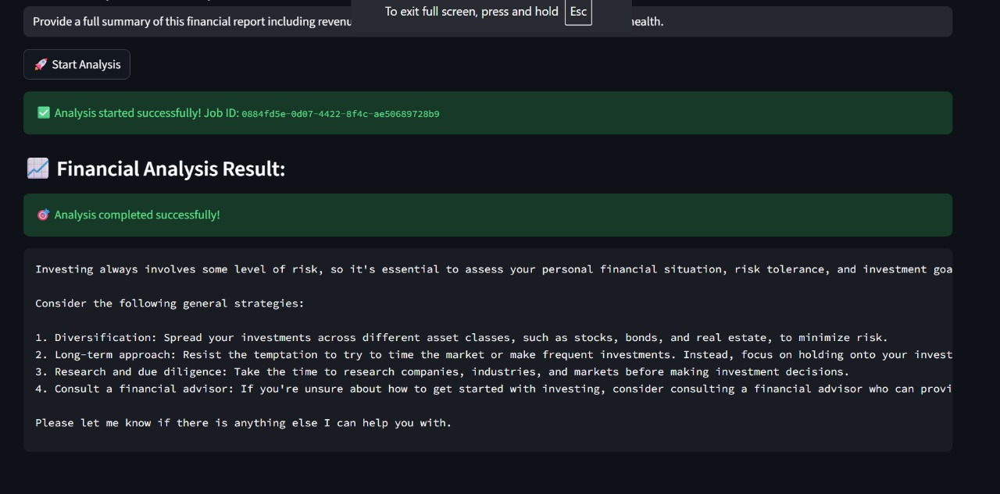 To exit full screen, press and hold Esc
Provide a full summary of this financial report including revenu health.
🚀 Start Analysis
✅ Analysis started successfully! Job ID: 0884fd5e-0d07-4422-8f4c-ae50689728b9
📈 Financial Analysis Result:
🎯 Analysis completed successfully!
Investing always involves some level of risk, so it's essential to assess your personal financial situation, risk tolerance, and investment goa
Consider the following general strategies:
1. Diversification: Spread your investments across different asset classes, such as stocks, bonds, and real estate, to minimize risk.
2. Long-term approach: Resist the temptation to try to time the market or make frequent investments. Instead, focus on holding onto your invest
3. Research and due diligence: Take the time to research companies, industries, and markets before making investment decisions.
4. Consult a financial advisor: If you're unsure about how to get started with investing, consider consulting a financial advisor who can provi
Please let me know if there is anything else I can help you with.